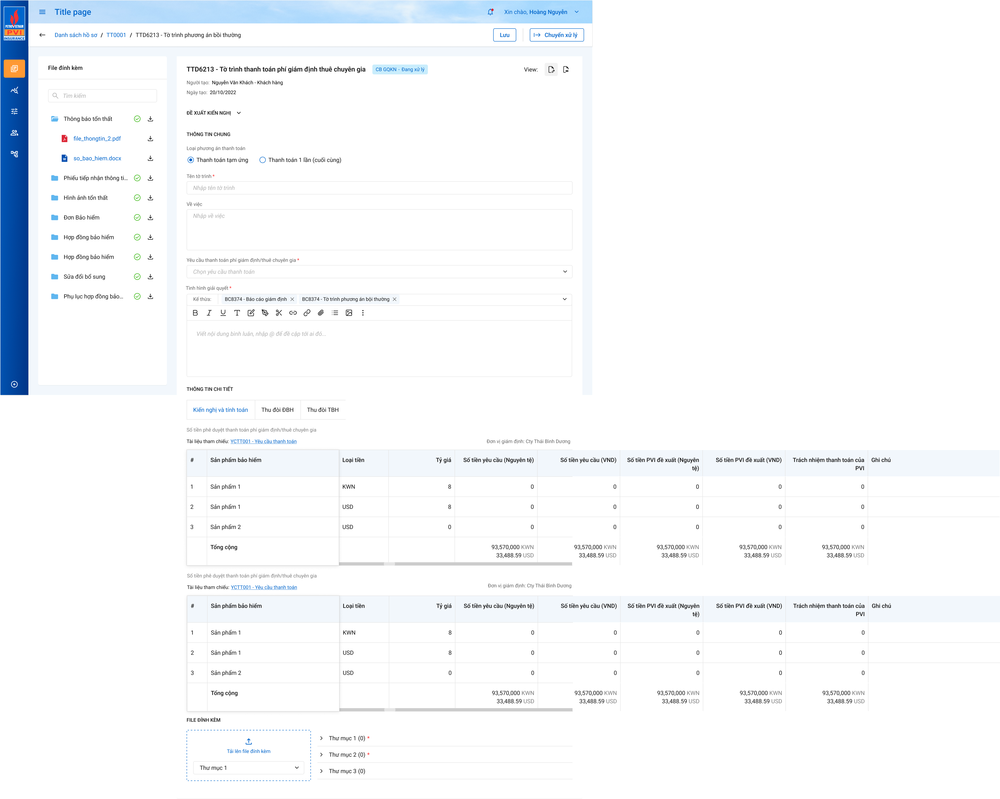 PETROVIETNAM
PVI
INSURANCE
Title page
Xin chào, Hoàng Nguyễn
Danh sách hồ sơ / TT0001 / TTD6213 - Tờ trình phương án bồi thường
Lưu
Chuyển xử lý
File đính kèm
Tìm kiếm
Thông báo tổn thất
file_thongtin_2.pdf
so_bao_hiem.docx
Phiếu tiếp nhận thông ti...
Hình ảnh tổn thất
Đơn Bảo hiểm
Hợp đồng bảo hiểm
Hợp đồng bảo hiểm
Sửa đổi bổ sung
Phụ lục hợp đồng bảo...
TTD6213 - Tờ trình thanh toán phí giám định thuê chuyên gia
CB GQKN - Đang xử lý
View:
Người tạo: Nguyễn Văn Khách - Khách hàng
Ngày tạo: 20/10/2022
ĐỀ XUẤT KIẾN NGHỊ
THÔNG TIN CHUNG
Loại phương án thanh toán
Thanh toán tạm ứng
Thanh toán 1 lần (cuối cùng)
Tên tờ trình *
Nhập tên tờ trình
Về việc
Nhập về việc
Yêu cầu thanh toán phí giám định/thuê chuyên gia *
Chọn yêu cầu thanh toán
Tình hình giải quyết *
Kế thừa: BC8374 - Báo cáo giám định BC8374 - Tờ trình phương án bội thường
Viết nội dung bình luân, nhập @ để đề cập tới ai đó...
THÔNG TIN CHI TIẾT
Kiến nghị và tính toán Thu đòi ĐBH Thu đòi TBH
Số tiền phê duyệt thanh toán phí giám định/thuê chuyên gia
Tài liệu tham chiếu: YCTT001 - Yêu cầu thanh toán
Đơn vị giám định: Cty Thái Bình Dương
# Sản phẩm bảo hiểm Loại tiền Tỷ giá Số tiền yêu cầu (Nguyên tệ) Số tiền yêu cầu (VND) Số tiền PVI đề xuất (Nguyên tệ) Số tiền PVI đề xuất (VND) Trách nhiệm thanh toán của PVI Ghi chú
1 Sản phẩm 1 KWN 8 0 0 0 0 0
2 Sản phẩm 1 USD 8 0 0 0 0 0
3 Sản phẩm 2 USD 0 0 0 0 0 0
Tổng cộng 93,570,000 KWN 93,570,000 KWN 93,570,000 KWN 93,570,000 KWN 93,570,000 KWN
33,488.59 USD 33,488.59 USD 33,488.59 USD 33,488.59 USD 33,488.59 USD
Số tiền phê duyệt thanh toán phí giám định/thuê chuyên gia
Tài liệu tham chiếu: YCTT001 - Yêu cầu thanh toán
Đơn vị giám định: Cty Thái Bình Dương
# Sản phẩm bảo hiểm Loại tiền Tỷ giá Số tiền yêu cầu (Nguyên tệ) Số tiền yêu cầu (VND) Số tiền PVI đề xuất (Nguyên tệ) Số tiền PVI đề xuất (VND) Trách nhiệm thanh toán của PVI Ghi chú
1 Sản phẩm 1 KWN 8 0 0 0 0 0
2 Sản phẩm 1 USD 8 0 0 0 0 0
3 Sản phẩm 2 USD 0 0 0 0 0 0
Tổng cộng 93,570,000 KWN 93,570,000 KWN 93,570,000 KWN 93,570,000 KWN 93,570,000 KWN
33,488.59 USD 33,488.59 USD 33,488.59 USD 33,488.59 USD 33,488.59 USD
FILE ĐÍNH KÈM
Tải lên file đính kèm
Thư mục 1
Thư mục 1 (0) *
Thư mục 2 (0) *
Thư mục 3 (0)